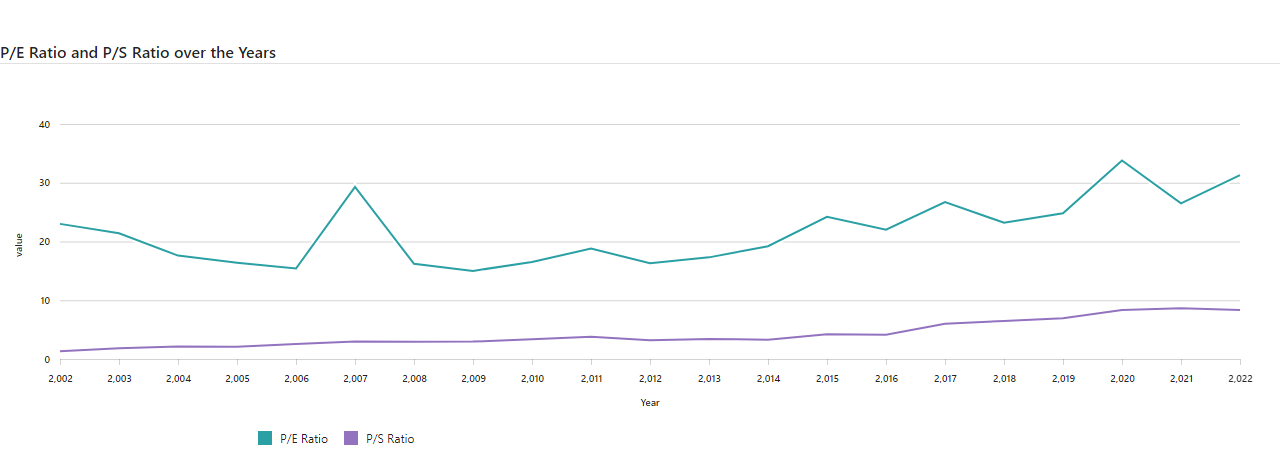 P/E Ratio and P/S Ratio over the Years
40
30
20
10
0
value
2,002 2,003 2,004 2,005 2,006 2,007 2,008 2,009 2,010 2,011 2,012 2,013 2,014 2,015 2,016 2,017 2,018 2,019 2,020 2,021 2,022
Year
P/E Ratio P/S Ratio